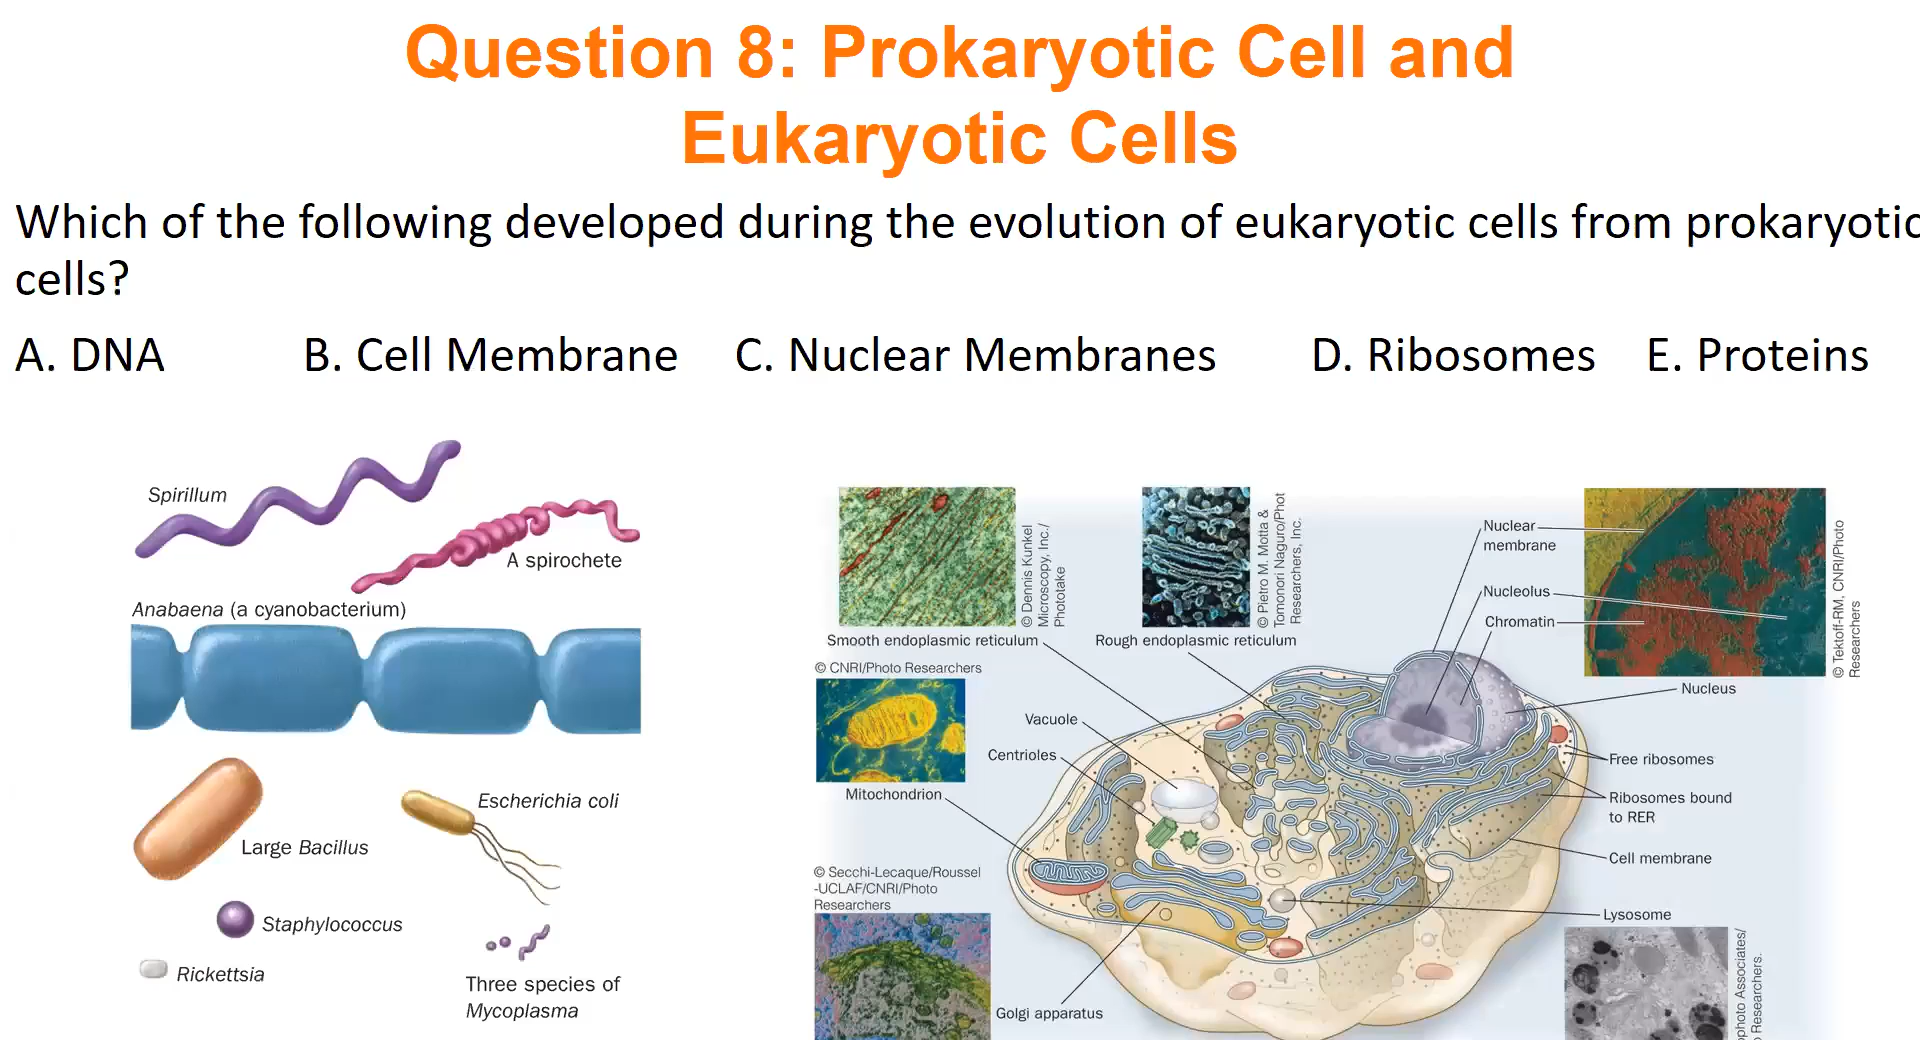 Question 8: Prokaryotic Cell and
Eukaryotic Cells
Which of the following developed during the evolution of eukaryotic cells from prokaryotic
cells?
A. DNA B. Cell Membrane C. Nuclear Membranes D. Ribosomes E. Proteins
Spirillum
A spirochete
Anabaena (a cyanobacterium)
Large Bacillus
Escherichia coli
Staphylococcus
Rickettsia
Three species of
Mycoplasma
© Dennis Kunkel
Microscopy, Inc./
Phototake
Smooth endoplasmic reticulum
© Pietro M. Motta &
Tomonori Naguro/Phot
Researchers, Inc.
Rough endoplasmic reticulum
Nuclear
membrane
Nucleolus
Chromatin
© Tektoff-RM, CNRI/Photo
Researchers
© CNRI/Photo Researchers
Nucleus
Vacuole
Centrioles
Mitochondrion
Free ribosomes
Ribosomes bound
to RER
Cell membrane
© Secchi-Lecaque/Roussel
-UCLAF/CNRI/Photo
Researchers
Lysosome
Golgi apparatus
Associates/
Researchers.